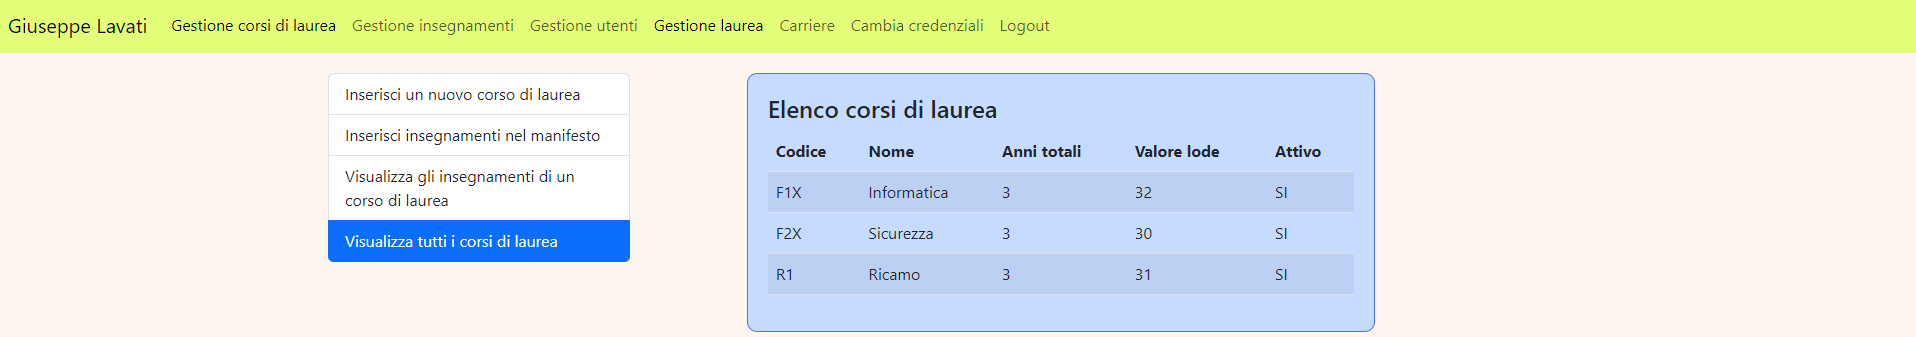 Giuseppe Lavati Gestione corsi di laurea Gestione insegnamenti Gestione utenti Gestione laurea Carriere Cambia credenziali Logout
Inserisci un nuovo corso di laurea
Inserisci insegnamenti nel manifesto
Visualizza gli insegnamenti di un
corso di laurea
Visualizza tutti i corsi di laurea
Elenco corsi di laurea
Codice Nome Anni totali Valore lode Attivo
F1X Informatica 3 32 SI
F2X Sicurezza 3 30 SI
R1 Ricamo 3 31 SI